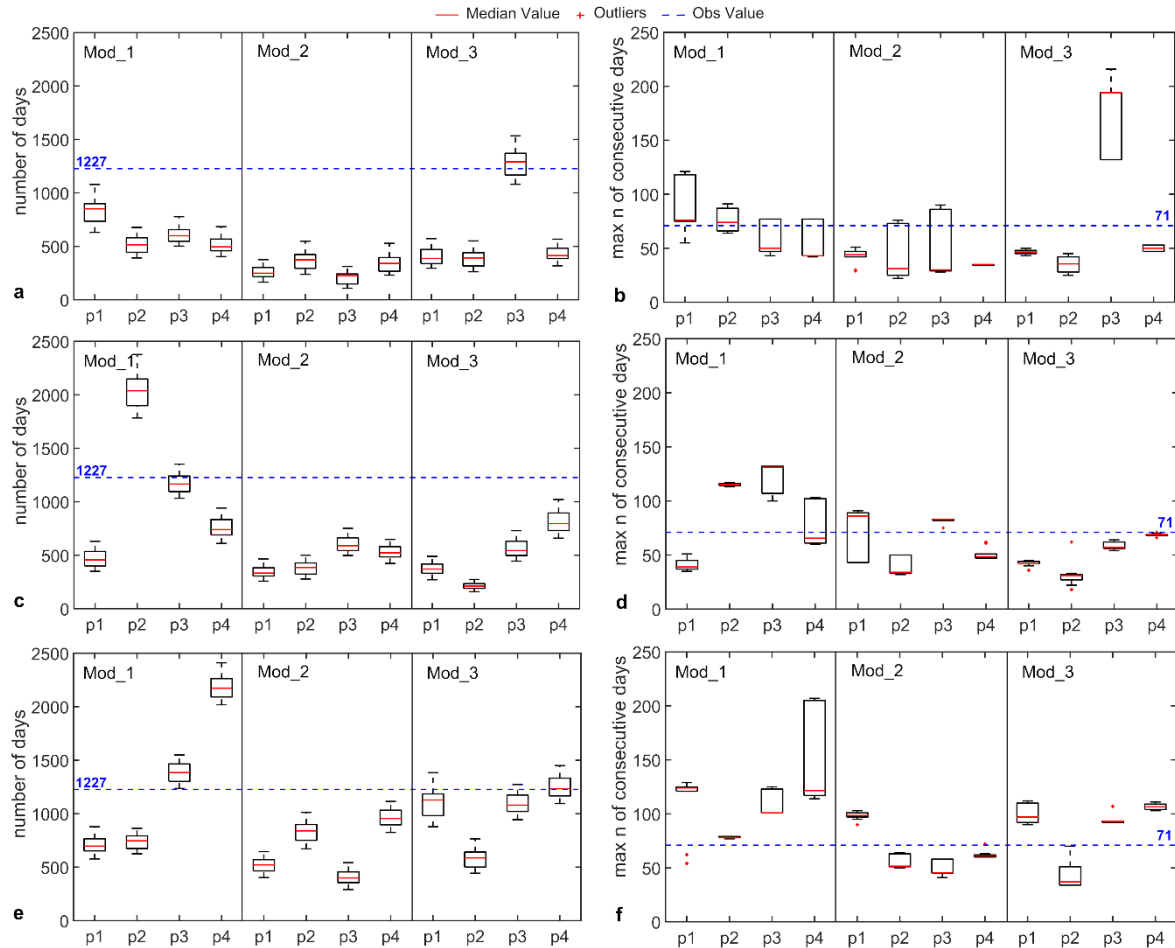 Median Value Outliers Obs Value
2500 Mod_1 Mod_2 Mod_3
2000
1500
1227
1000
500
0
number of days
a
p1 p2 p3 p4 p1 p2 p3 p4 p1 p2 p3 p4
250 Mod_1 Mod_2 Mod_3
200
150
100
71
50
0
max n of consecutive days
b
p1 p2 p3 p4 p1 p2 p3 p4 p1 p2 p3 p4
2500 Mod_1 Mod_2 Mod_3
2000
1500
1227
1000
500
0
number of days
c
p1 p2 p3 p4 p1 p2 p3 p4 p1 p2 p3 p4
250 Mod_1 Mod_2 Mod_3
200
150
100
71
50
0
max n of consecutive days
d
p1 p2 p3 p4 p1 p2 p3 p4 p1 p2 p3 p4
2500 Mod_1 Mod_2 Mod_3
2000
1500
1227
1000
500
0
number of days
e
p1 p2 p3 p4 p1 p2 p3 p4 p1 p2 p3 p4
250 Mod_1 Mod_2 Mod_3
200
150
100
71
50
0
max n of consecutive days
f
p1 p2 p3 p4 p1 p2 p3 p4 p1 p2 p3 p4